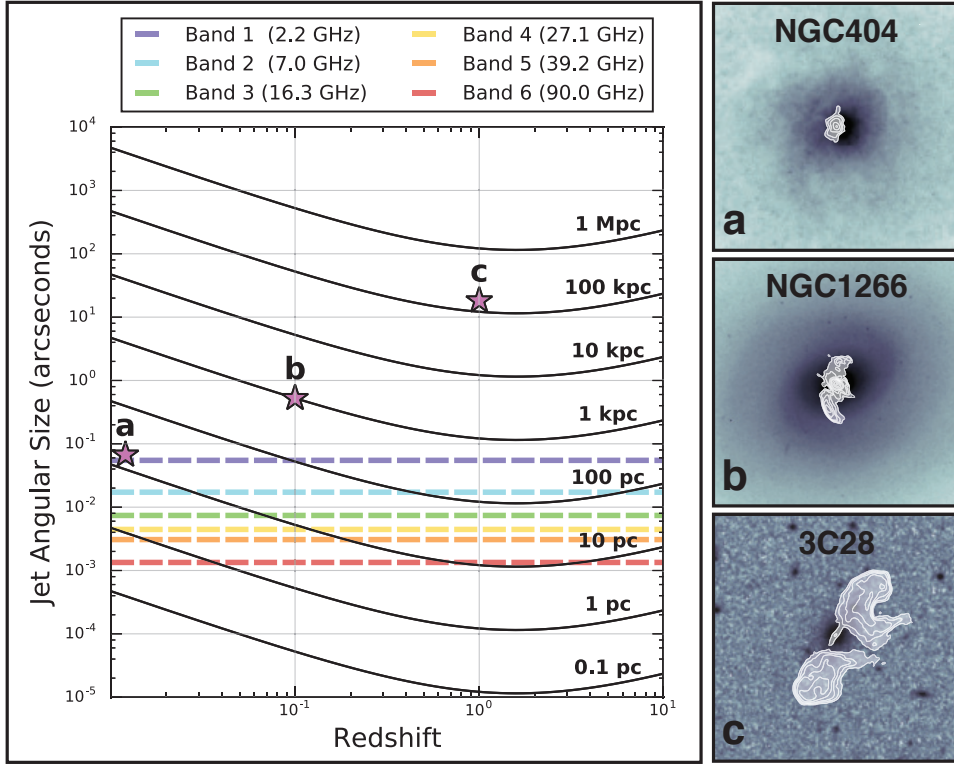 Band 1 (2.2 GHz)
Band 2 (7.0 GHz)
Band 3 (16.3 GHz)
Band 4 (27.1 GHz)
Band 5 (39.2 GHz)
Band 6 (90.0 GHz)
Jet Angular Size (arcseconds)
10^4
10^3
10^2
10^1
10^0
10^-1
10^-2
10^-3
10^-4
10^-5
1 Mpc
100 kpc
10 kpc
1 kpc
100 pc
10 pc
1 pc
0.1 pc
a
b
c
10^-1
10^0
10^1
Redshift
NGC404
a
NGC1266
b
3C28
c